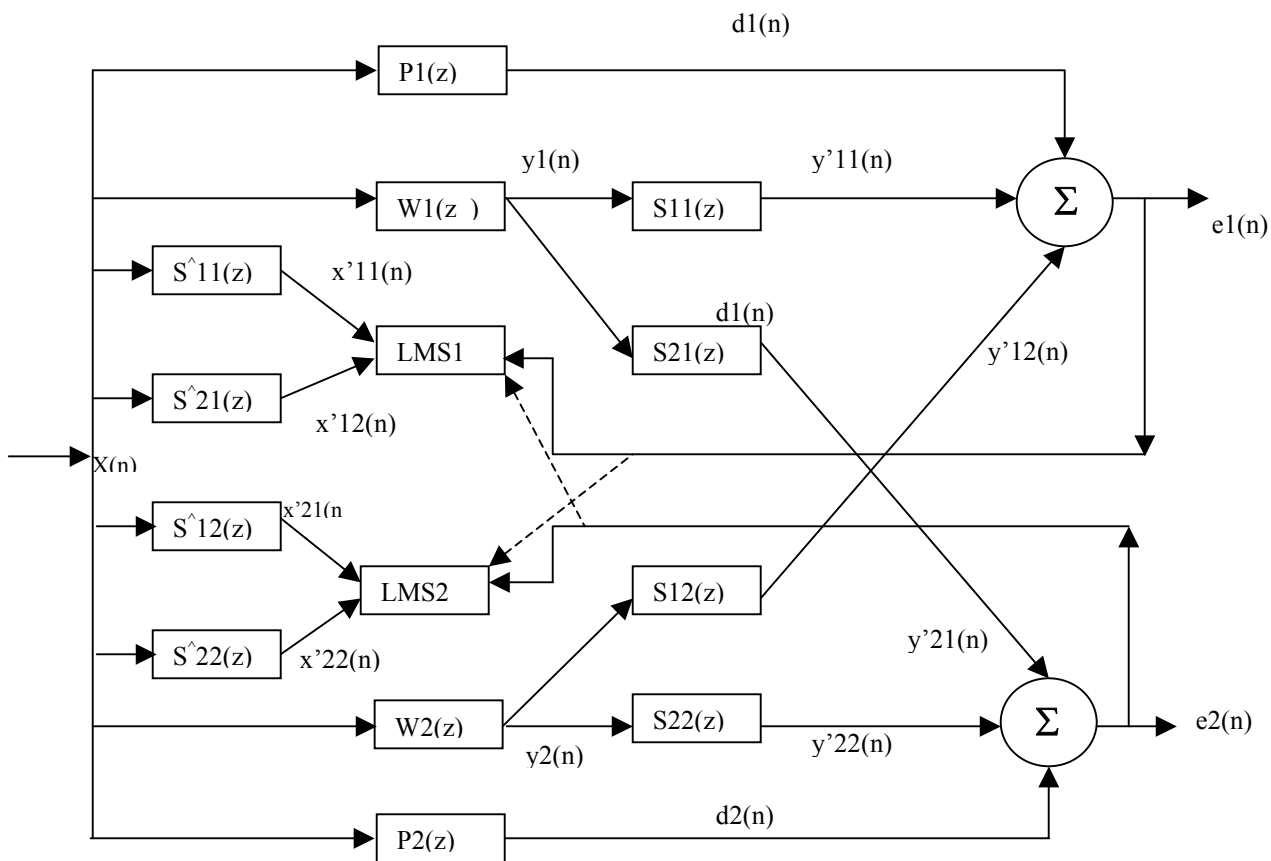 d1(n)
P1(z)
y1(n)
y’11(n)
W1(z )
S11(z)
Σ
e1(n)
S^11(z)
x’11(n)
d1(n)
LMS1
S21(z)
y’12(n)
S^21(z)
x’12(n)
X(n)
S^12(z)
x’21(n
LMS2
S12(z)
S^22(z)
x’22(n)
y’21(n)
W2(z)
S22(z)
Σ
e2(n)
y2(n)
y’22(n)
d2(n)
P2(z)